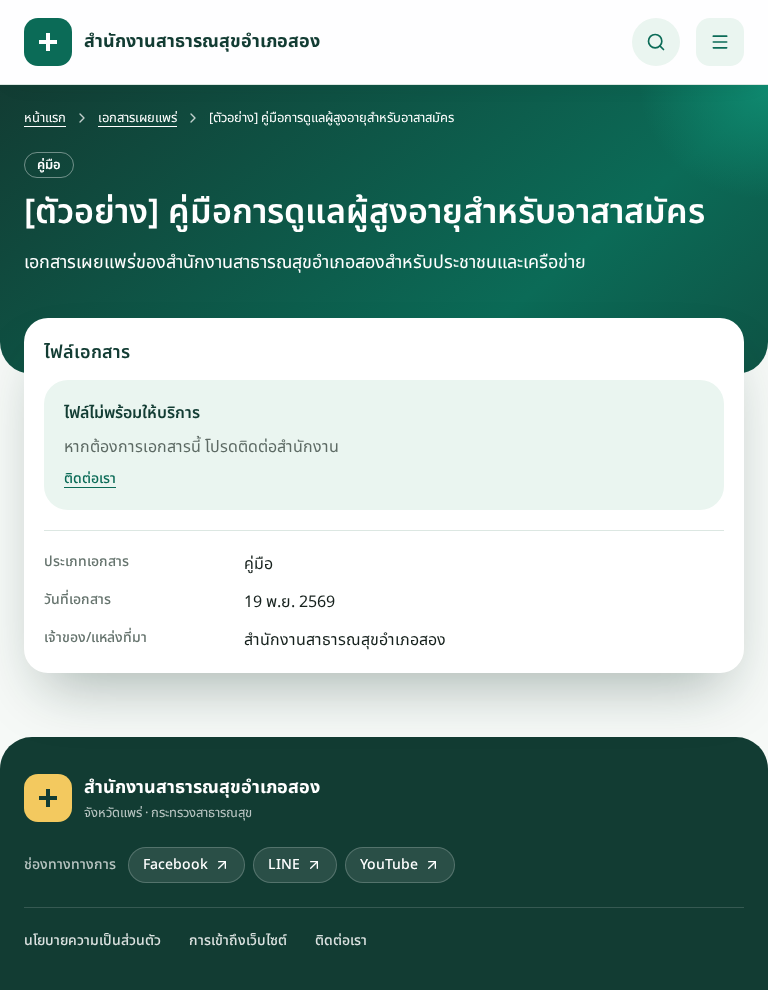 สำนักงานสาธารณสุขอำเภอสอง
หน้าแรก > เอกสารเผยแพร่ > [ตัวอย่าง] คู่มือการดูแลผู้สูงอายุสำหรับอาสาสมัคร
คู่มือ
[ตัวอย่าง] คู่มือการดูแลผู้สูงอายุสำหรับอาสาสมัคร
เอกสารเผยแพร่ของสำนักงานสาธารณสุขอำเภอสองสำหรับประชาชนและเครือข่าย
ไฟล์เอกสาร
ไฟล์ไม่พร้อมให้บริการ
หากต้องการเอกสารนี้ โปรดติดต่อสำนักงาน
ติดต่อเรา
ประเภทเอกสาร คู่มือ
วันที่เอกสาร 19 พ.ย. 2569
เจ้าของ/แหล่งที่มา สำนักงานสาธารณสุขอำเภอสอง
สำนักงานสาธารณสุขอำเภอสอง
จังหวัดแพร่ · กระทรวงสาธารณสุข
ช่องทางทางการ Facebook LINE YouTube
นโยบายความเป็นส่วนตัว การเข้าถึงเว็บไซต์ ติดต่อเรา